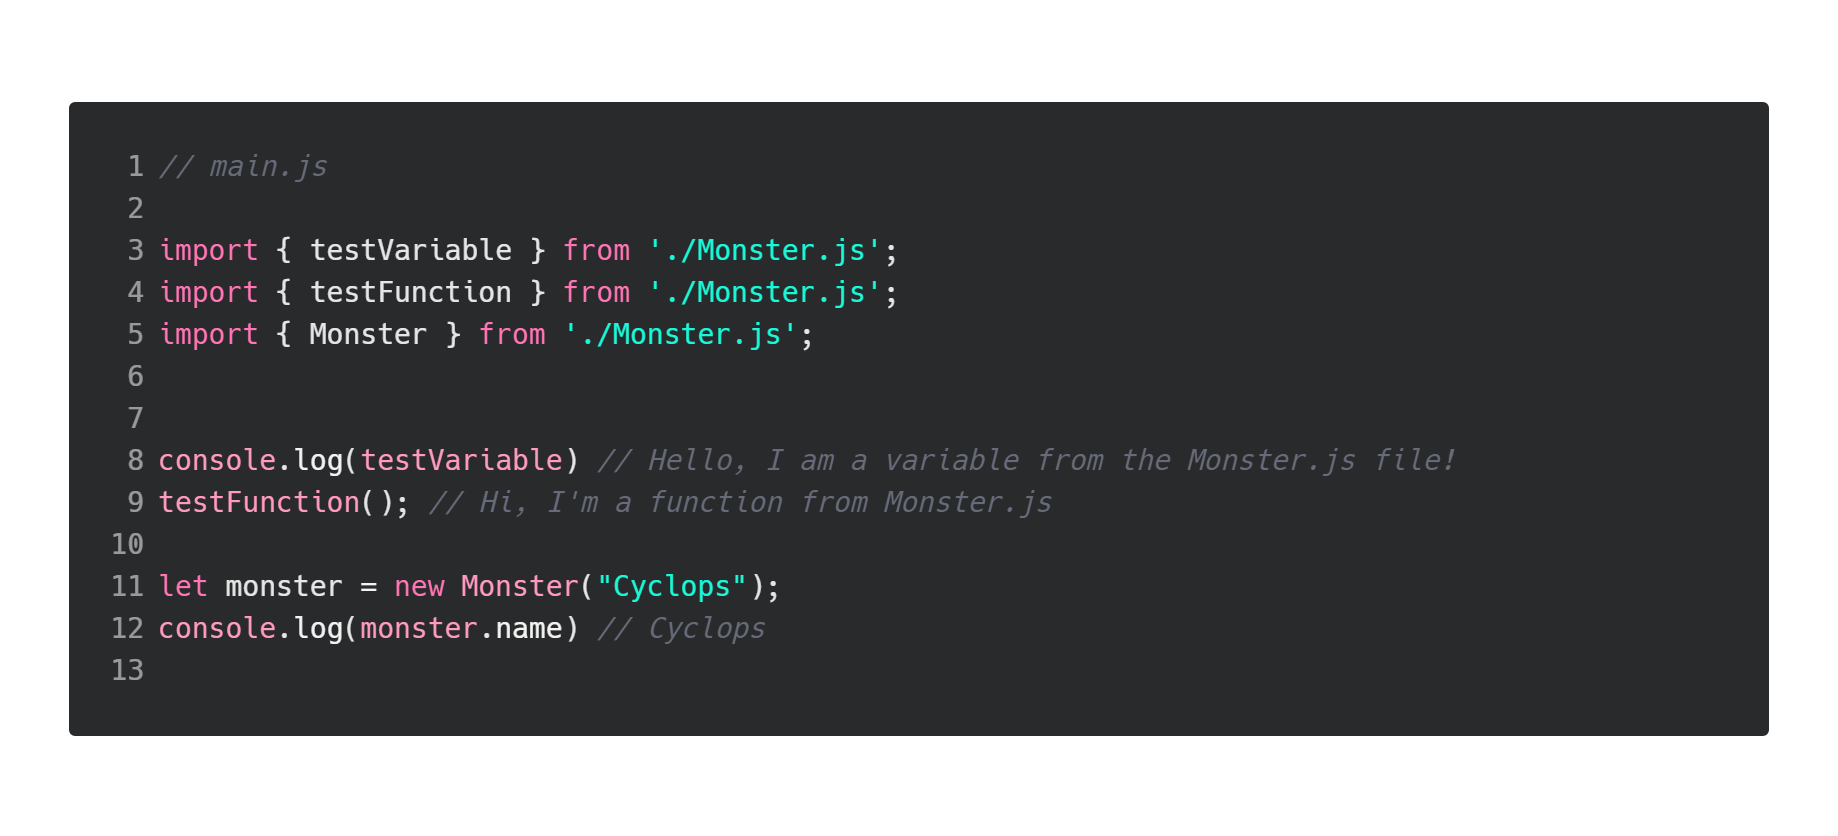 1 // main.js
2
3 import { testVariable } from './Monster.js';
4 import { testFunction } from './Monster.js';
5 import { Monster } from './Monster.js';
6
7
8 console.log(testVariable) // Hello, I am a variable from the Monster.js file!
9 testFunction(); // Hi, I'm a function from Monster.js
10
11 let monster = new Monster("Cyclops");
12 console.log(monster.name) // Cyclops
13